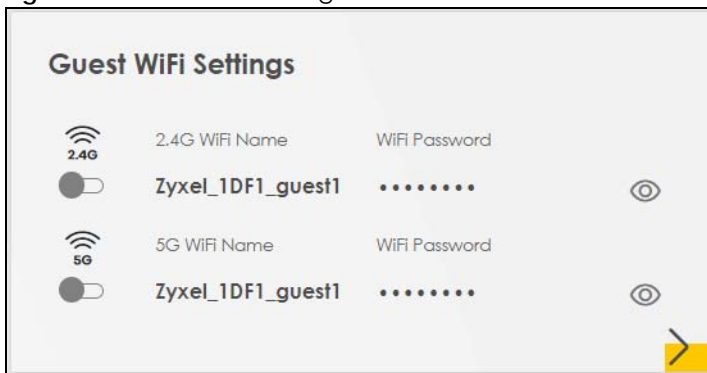 Guest WiFi Settings
2.4G 2.4G WiFi Name WiFi Password
Zyxel_1DF1_guest1 ••••••••
5G 5G WiFi Name WiFi Password
Zyxel_1DF1_guest1 ••••••••